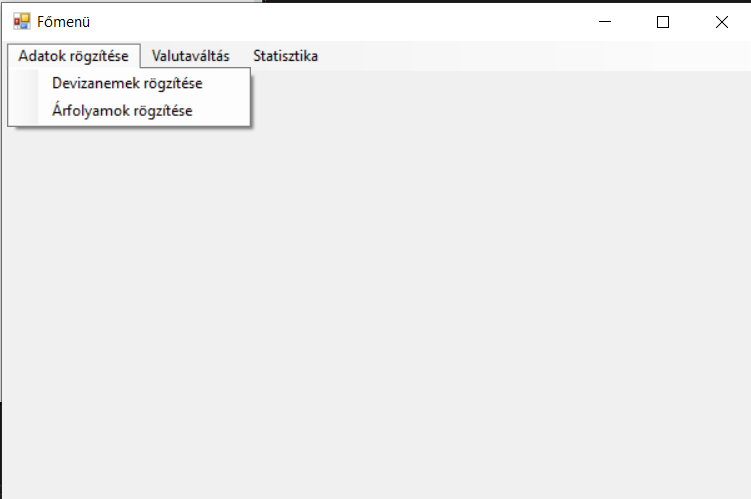 Főmenü
Adatok rögzítése Valutaváltás Statisztika
Devizanemek rögzítése
Árfolyamok rögzítése